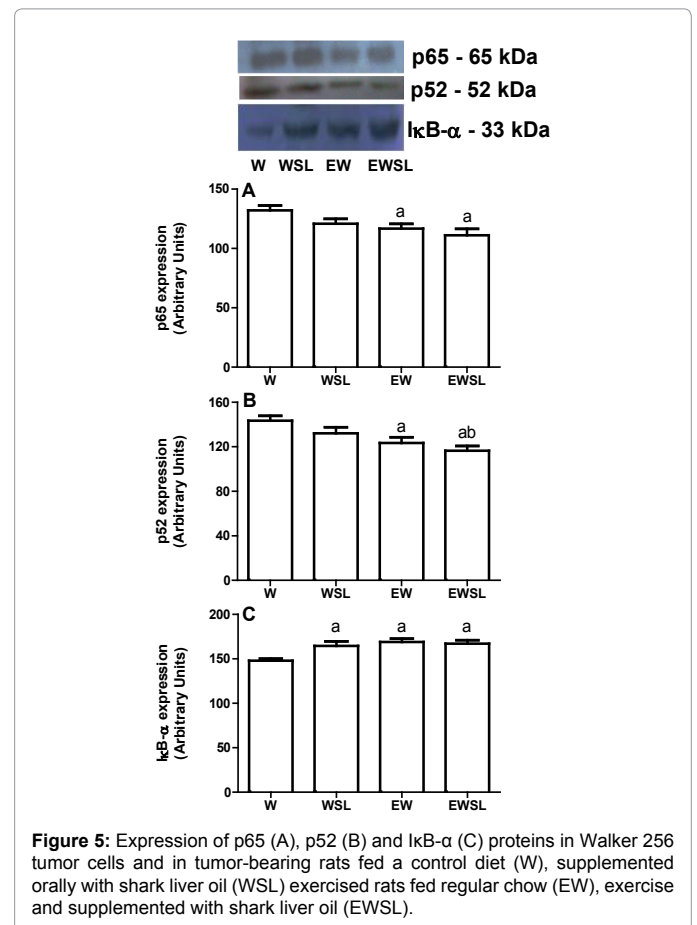 p65 - 65 kDa
p52 - 52 kDa
IκB-α - 33 kDa
W WSL EW EWSL
A
p65 expression
(Arbitrary Units)
150
100
50
0
a a
W WSL EW EWSL
B
p52 expression
(Arbitrary Units)
160
120
80
40
0
a ab
W WSL EW EWSL
C
IκB-α expression
(Arbitrary Units)
200
150
100
50
0
a a a
W WSL EW EWSL
Figure 5: Expression of p65 (A), p52 (B) and IκB-α (C) proteins in Walker 256
tumor cells and in tumor-bearing rats fed a control diet (W), supplemented
orally with shark liver oil (WSL) exercised rats fed regular chow (EW), exercise
and supplemented with shark liver oil (EWSL).